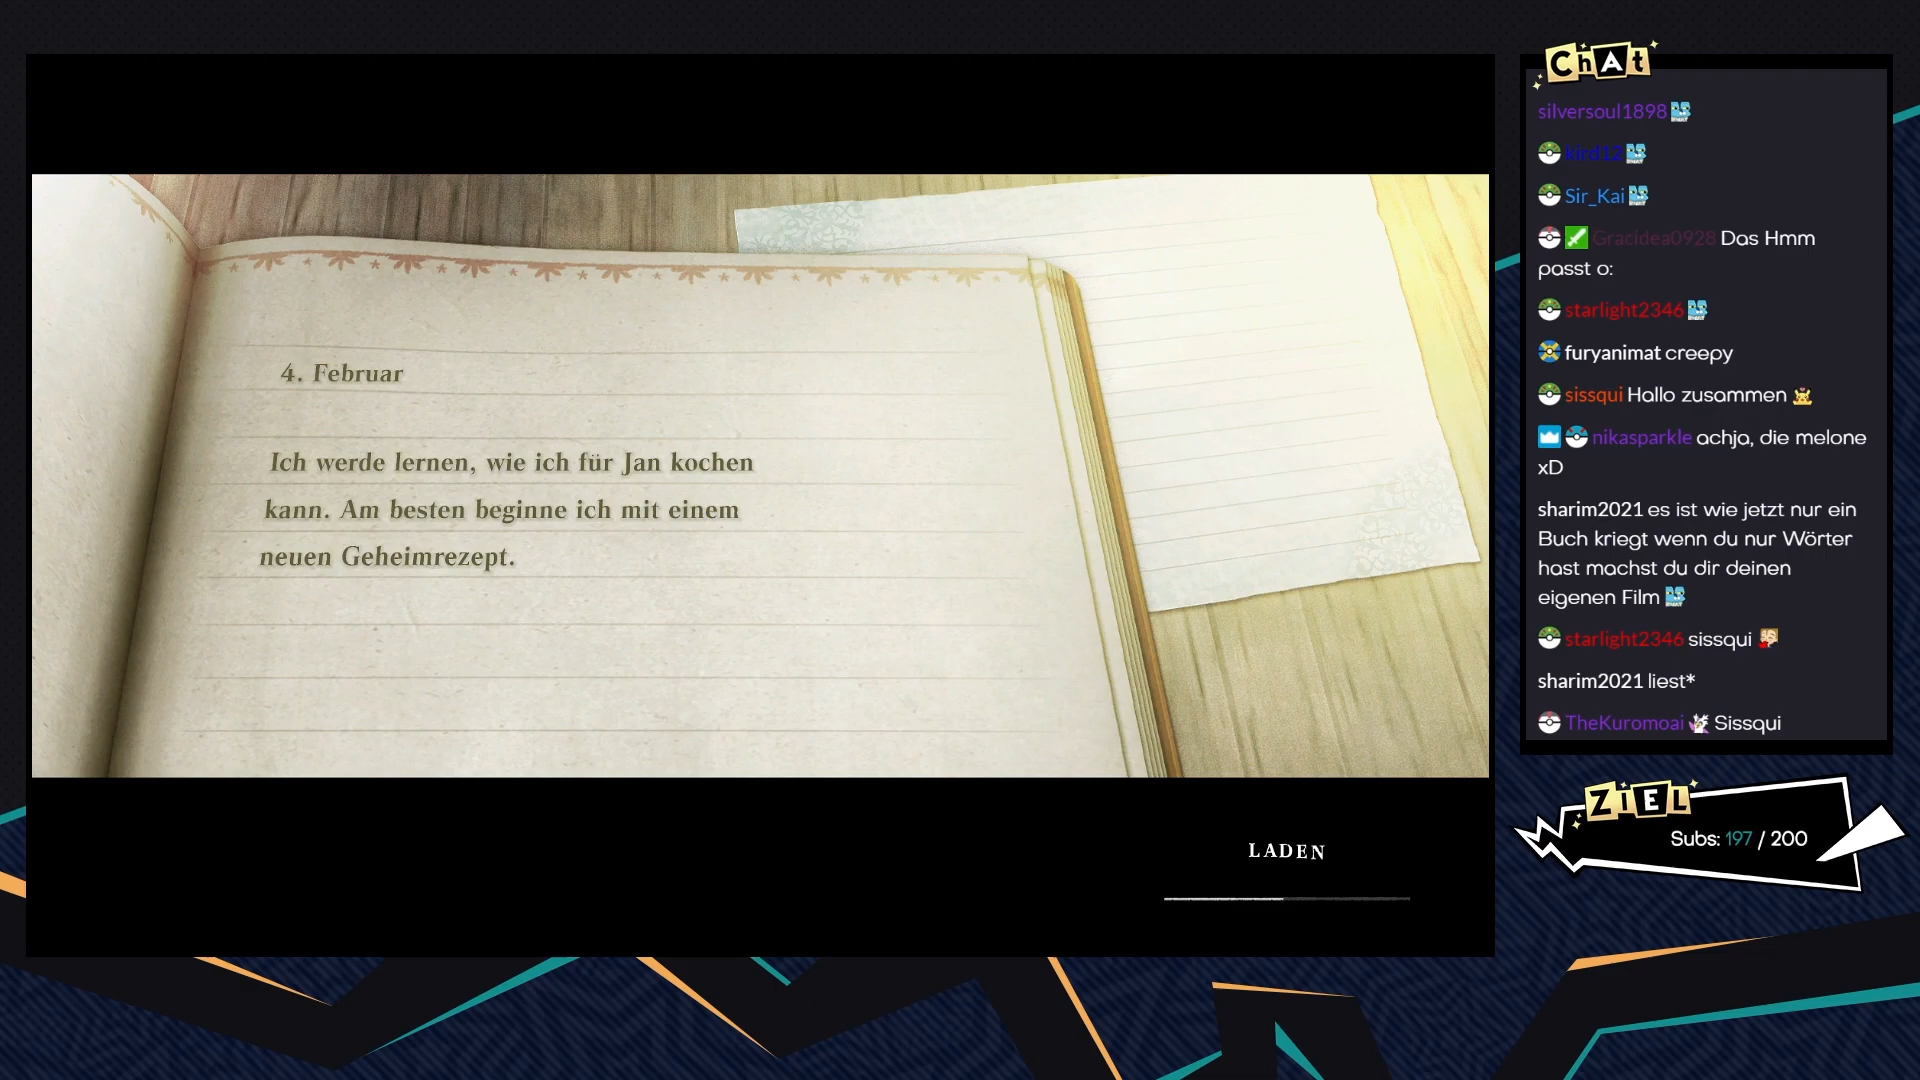 4. Februar
Ich werde lernen, wie ich für Jan kochen
kann. Am besten beginne ich mit einem
neuen Geheimrezept.
LADEN
Chat
silversoul1898
kird12
Sir_Kai
Gracidea0928 Das Hmm
passt o:
starlight2346
furyanimat creepy
sissqui Hallo zusammen
nikasparkle achja, die melone
xD
sharim2021 es ist wie jetzt nur ein
Buch kriegt wenn du nur Wörter
hast machst du dir deinen
eigenen Film
starlight2346 sissqui
sharim2021 liest*
TheKuromoai Sissqui
ZiEL
Subs: 197 / 200